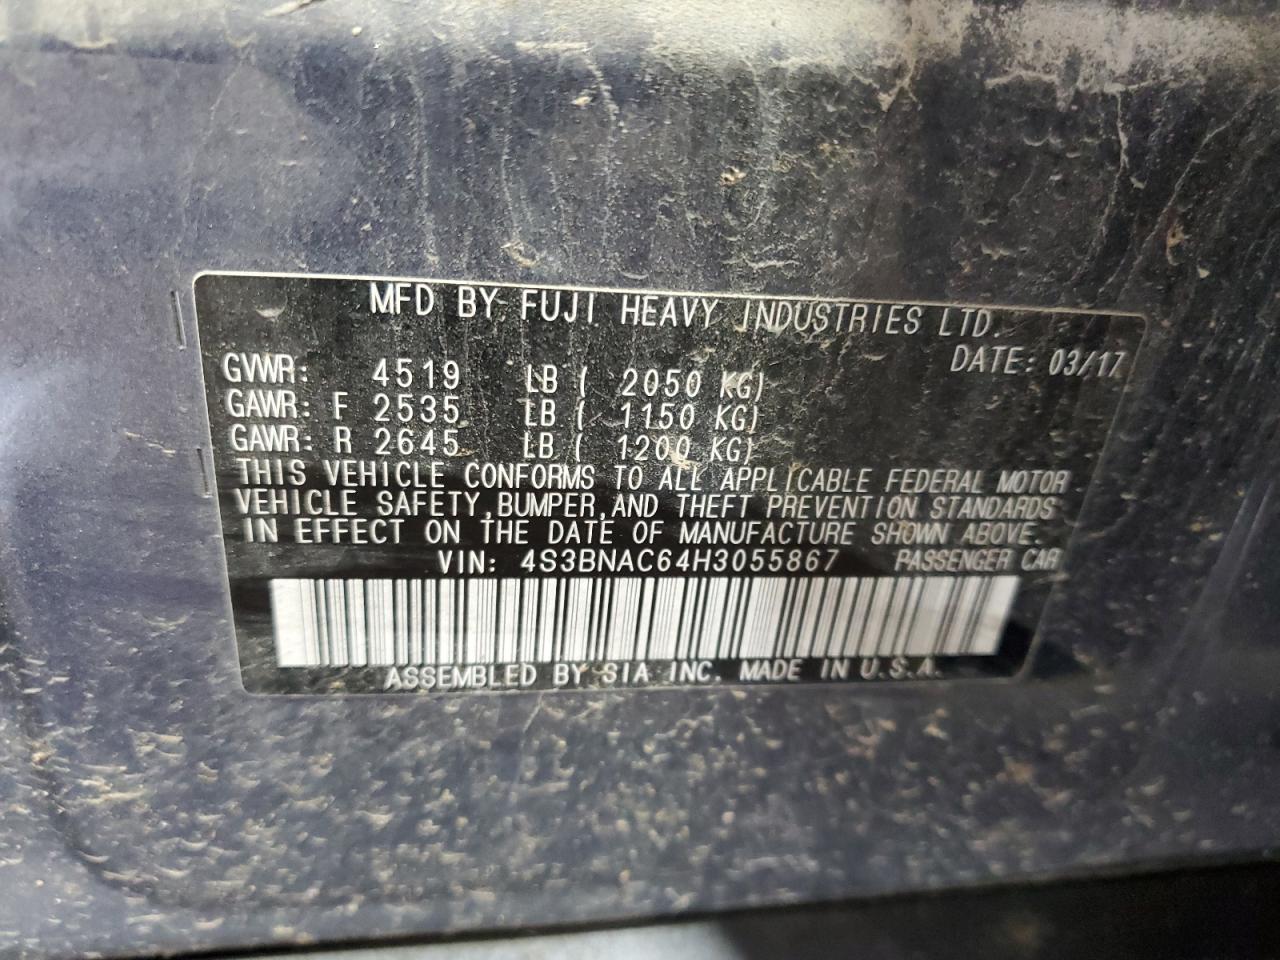 MFD BY FUJI HEAVY INDUSTRIES LTD.
DATE: 03/17
GVWR: 4519 LB ( 2050 KG)
GAWR: F 2535 LB ( 1150 KG)
GAWR: R 2645 LB ( 1200 KG)
THIS VEHICLE CONFORMS TO ALL APPLICABLE FEDERAL MOTOR
VEHICLE SAFETY, BUMPER, AND THEFT PREVENTION STANDARDS
IN EFFECT ON THE DATE OF MANUFACTURE SHOWN ABOVE.
VIN: 4S3BNAC64H3055867 PASSENGER CAR
ASSEMBLED BY SIA INC. MADE IN U.S.A.